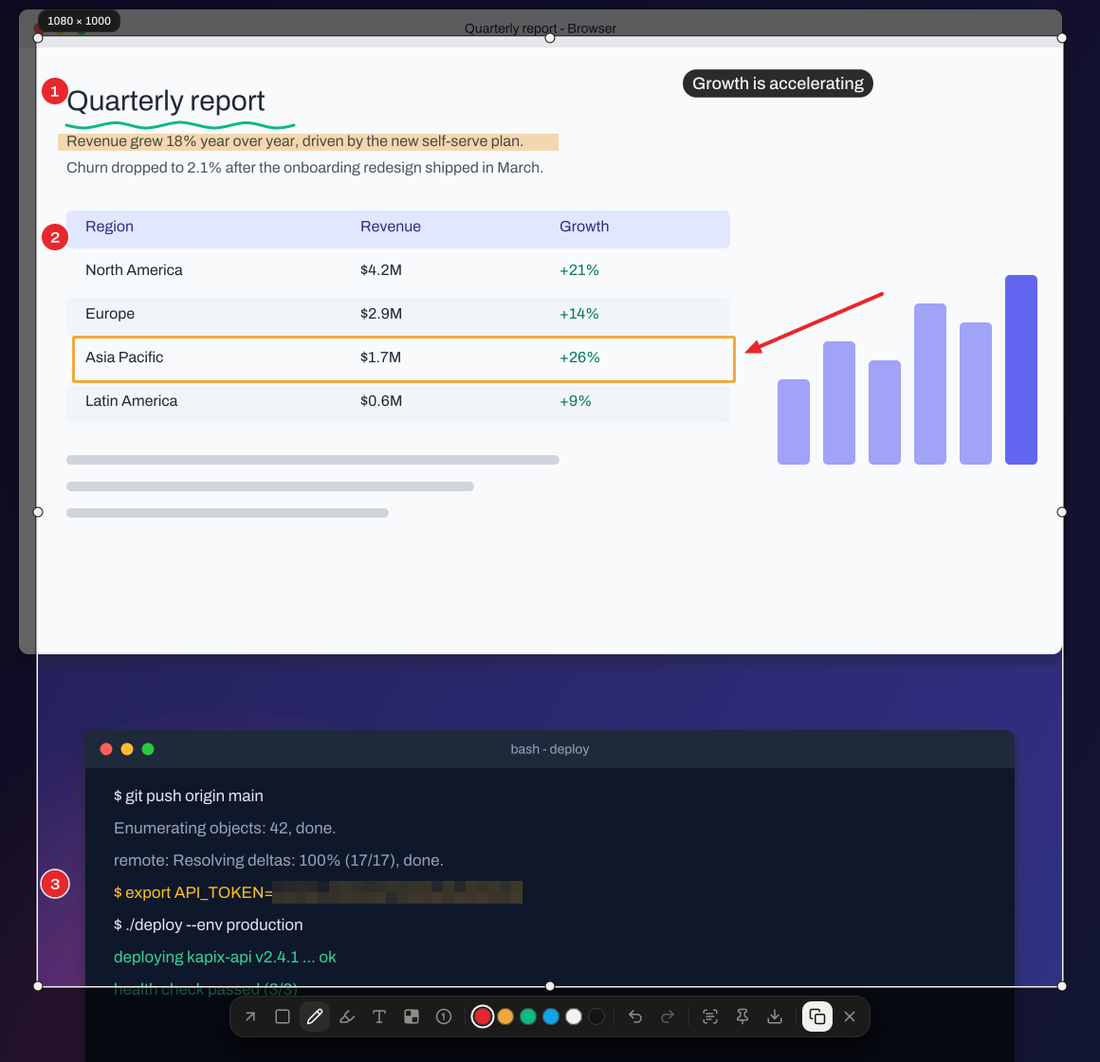 1080 × 1000
Quarterly report - Browser
1
Quarterly report
Growth is accelerating
Revenue grew 18% year over year, driven by the new self-serve plan.
Churn dropped to 2.1% after the onboarding redesign shipped in March.
2
Region Revenue Growth
North America $4.2M +21%
Europe $2.9M +14%
Asia Pacific $1.7M +26%
Latin America $0.6M +9%
bash - deploy
$ git push origin main
Enumerating objects: 42, done.
remote: Resolving deltas: 100% (17/17), done.
3
$ export API_TOKEN=
$ ./deploy --env production
deploying kapix-api v2.4.1 ... ok
health check passed (3/3)
T
1